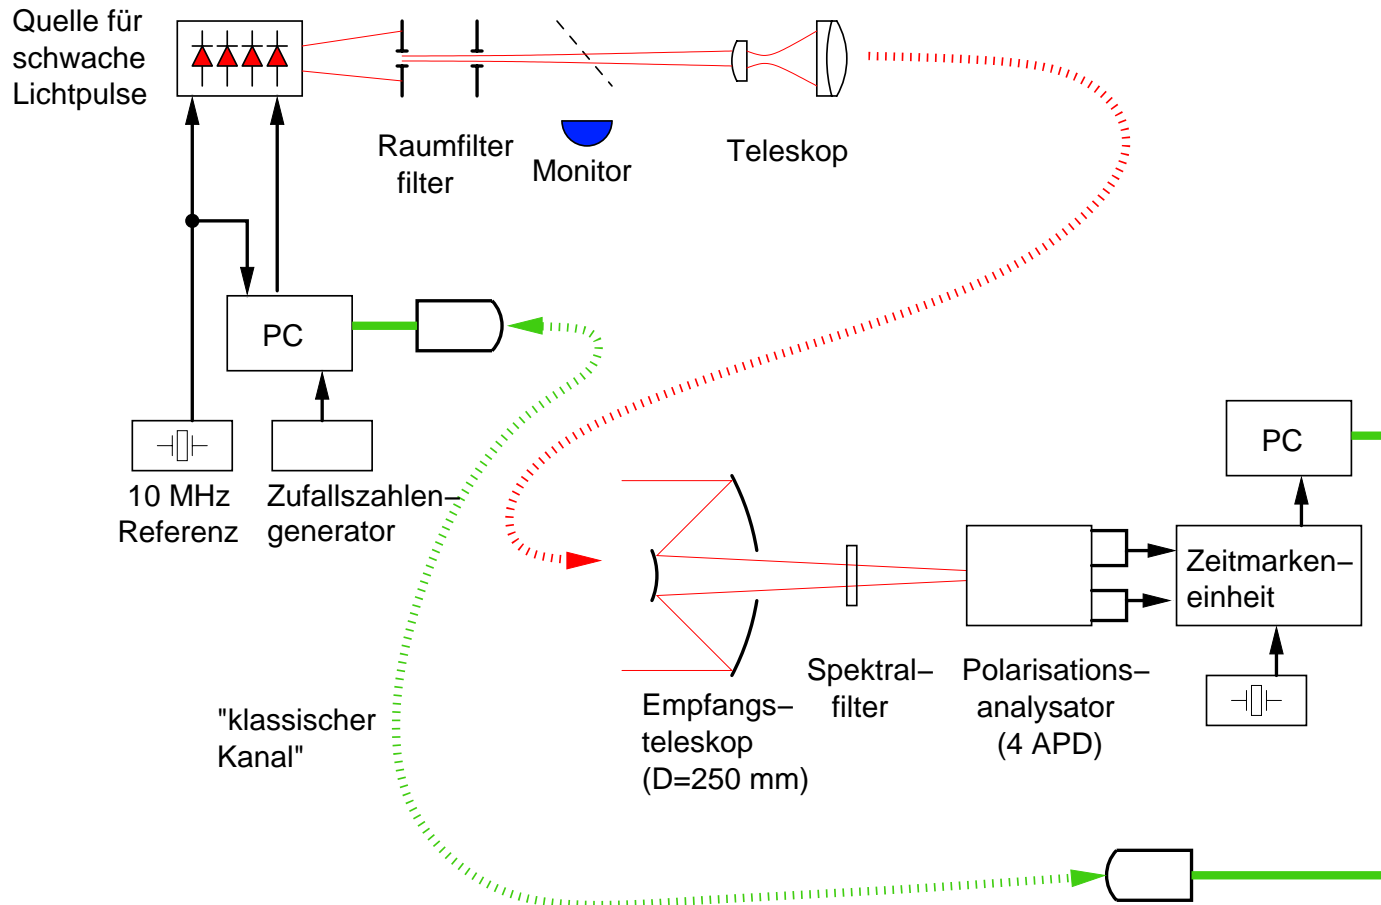 Quelle für
schwache
Lichtpulse
Raumfilter
filter
Monitor
Teleskop
PC
10 MHz
Referenz
Zufallszahlen–
generator
PC
Zeitmarken–
einheit
Spektral–
filter
Polarisations–
analysator
(4 APD)
Empfangs–
teleskop
(D=250 mm)
"klassischer
Kanal"